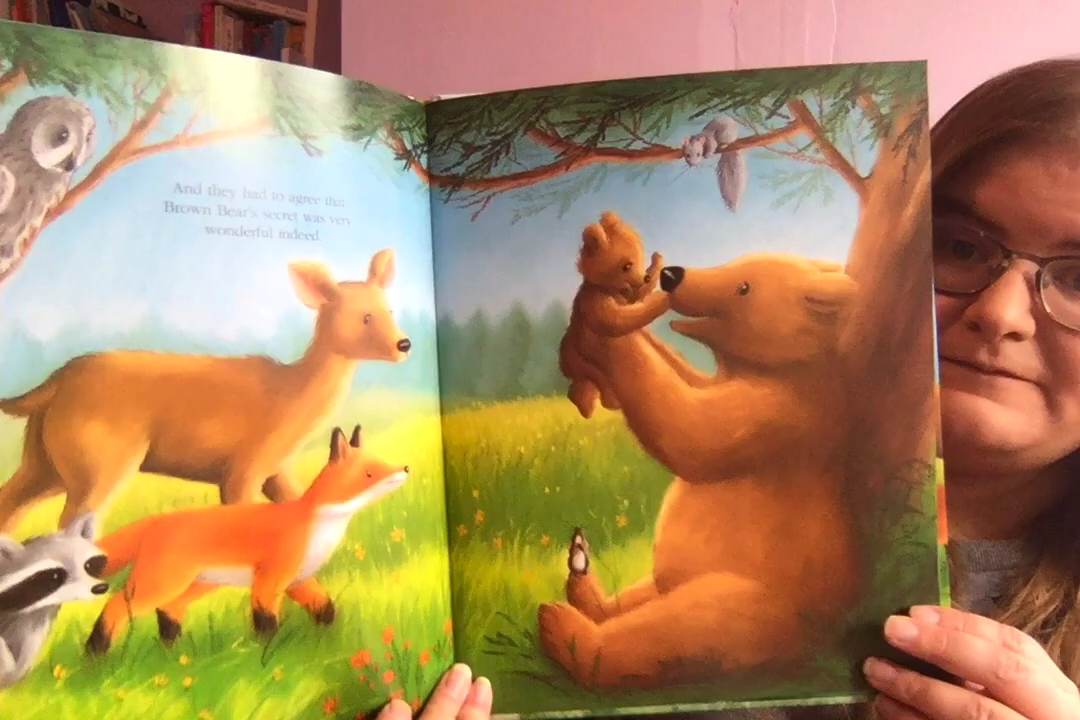 And they had to agree that
Brown Bear's secret was very
wonderful indeed.